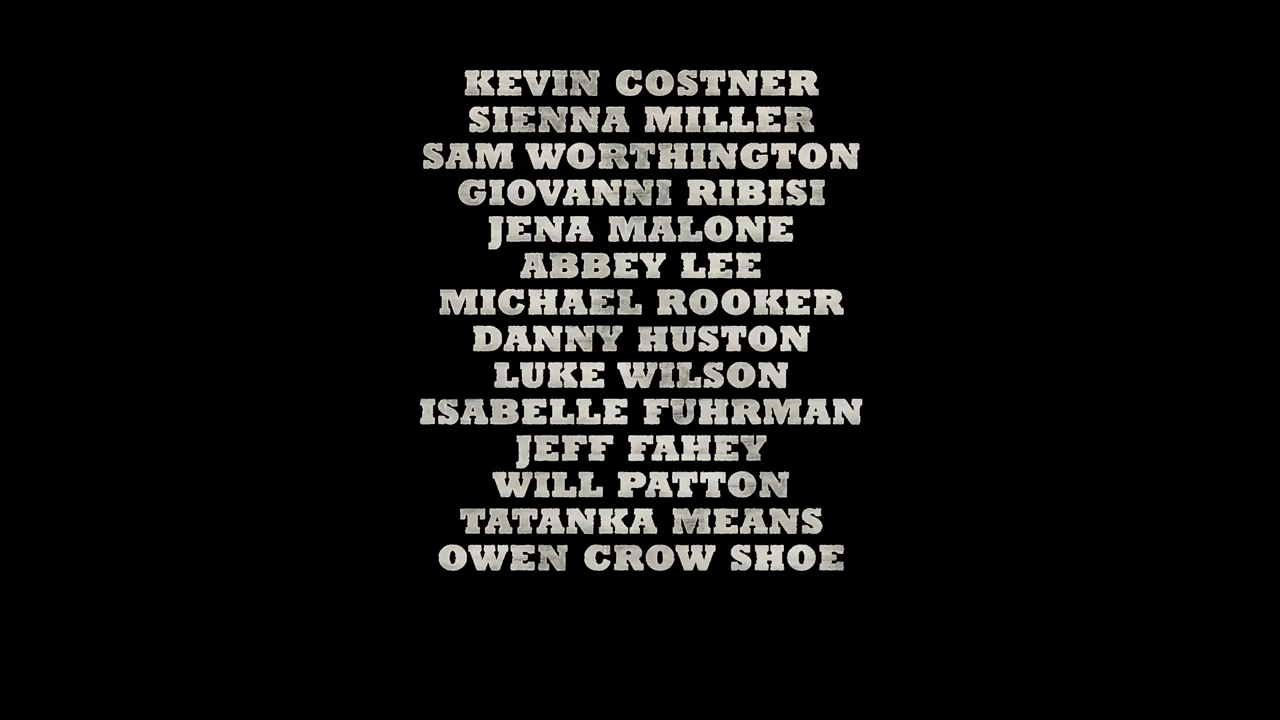 KEVIN COSTNER
SIENNA MILLER
SAM WORTHINGTON
GIOVANNI RIBISI
JENA MALONE
ABBEY LEE
MICHAEL ROOKER
DANNY HUSTON
LUKE WILSON
ISABELLE FUHRMAN
JEFF FAHEY
WILL PATTON
TATANKA MEANS
OWEN CROW SHOE